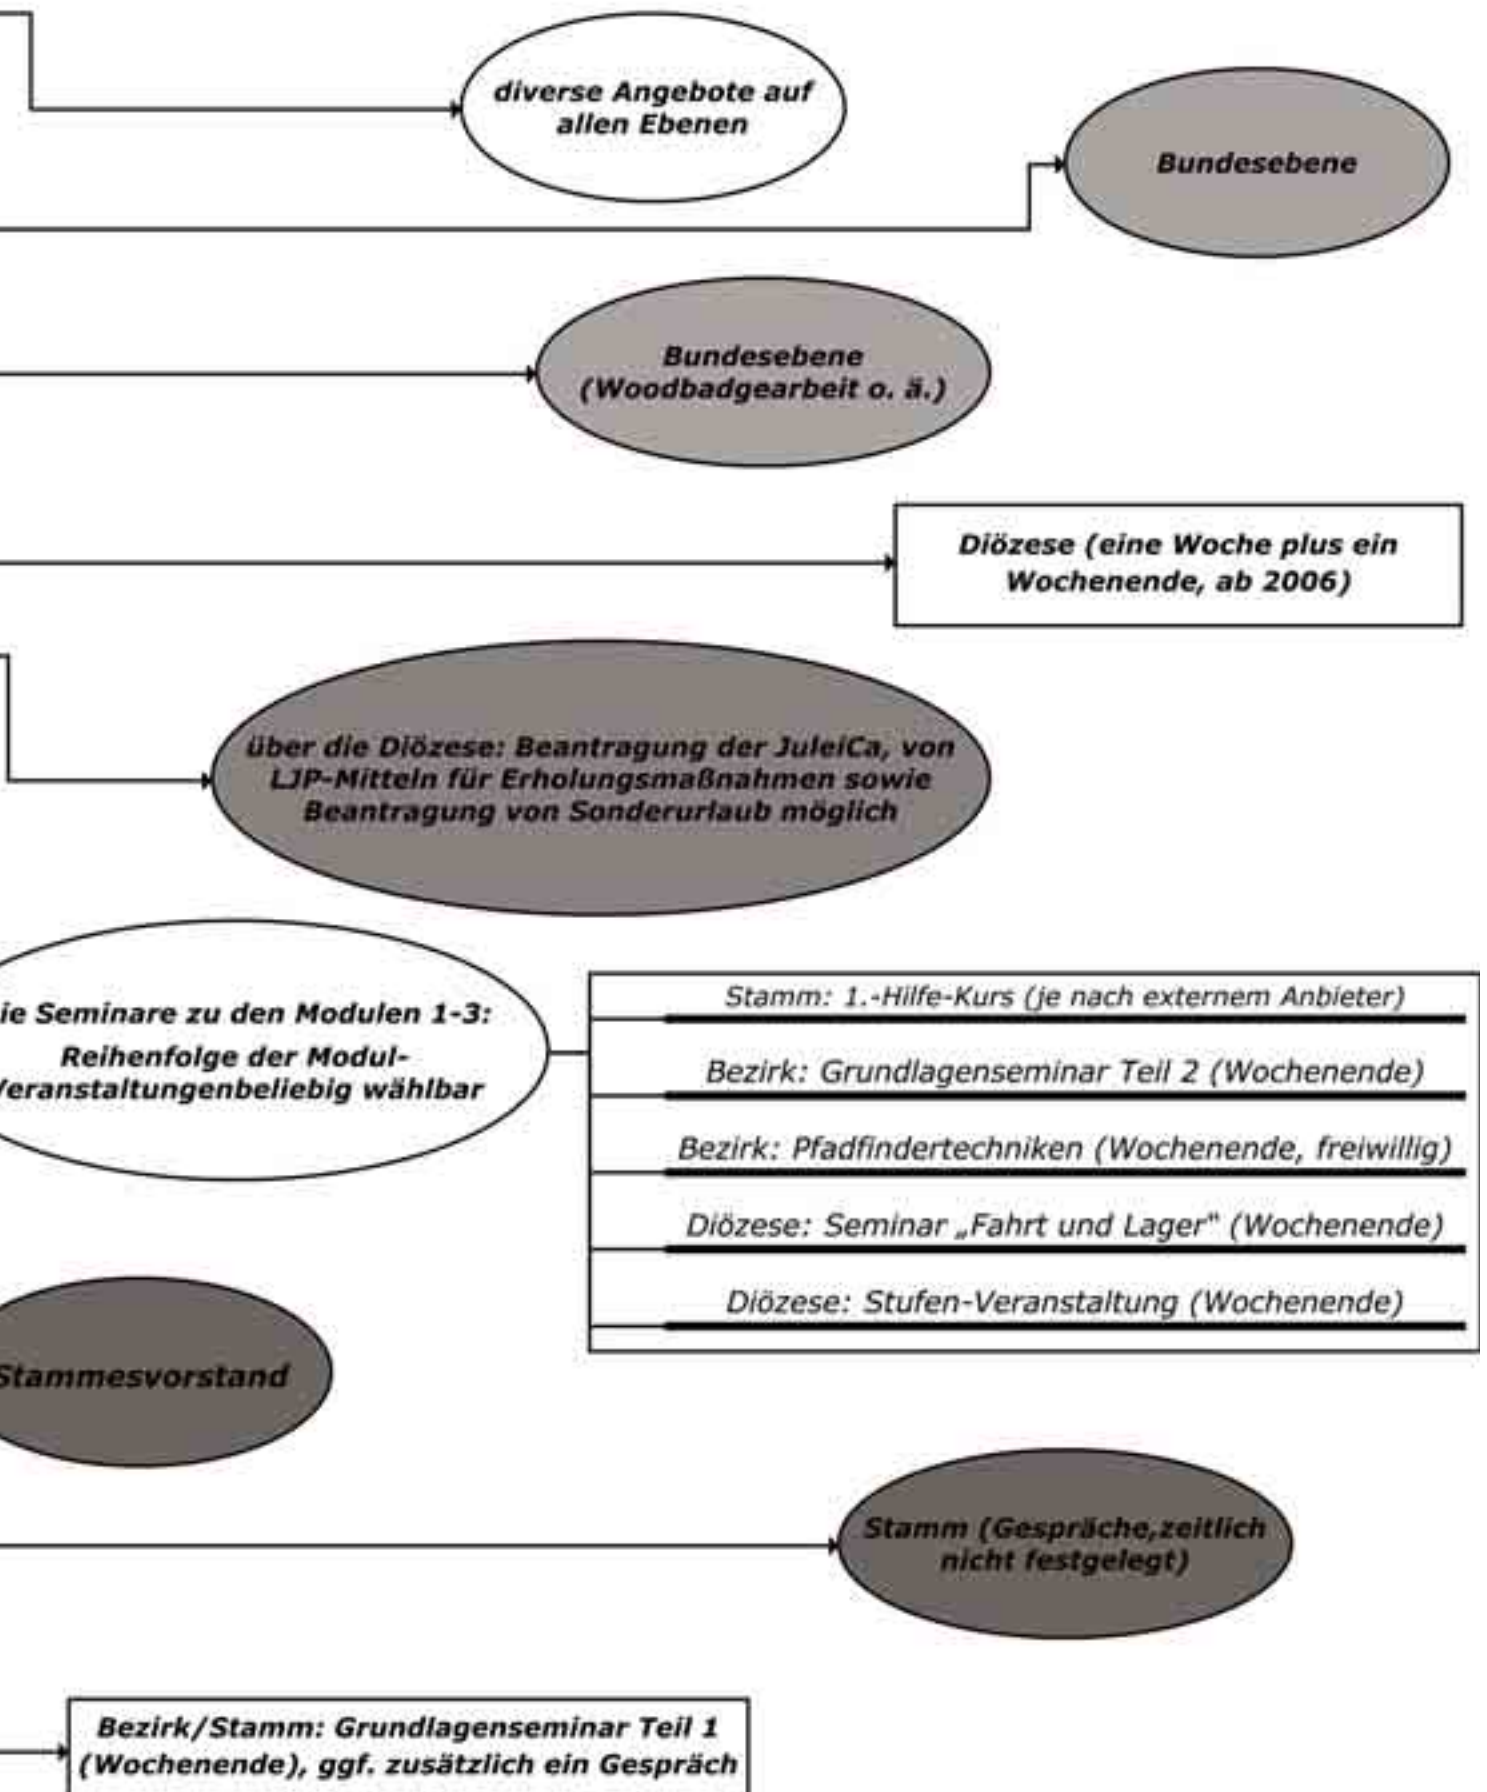 diverse Angebote auf
allen Ebenen
Bundesebene
Bundesebene
(Woodbadgearbeit o. ä.)
Diözese (eine Woche plus ein
Wochenende, ab 2006)
über die Diözese: Beantragung der JuleiCa, von
LJP-Mitteln für Erholungsmaßnahmen sowie
Beantragung von Sonderurlaub möglich
ie Seminare zu den Modulen 1-3:
Reihenfolge der Modul-
Veranstaltungenbeliebig wählbar
Stamm: 1.-Hilfe-Kurs (je nach externem Anbieter)
Bezirk: Grundlagenseminar Teil 2 (Wochenende)
Bezirk: Pfadfindertechniken (Wochenende, freiwillig)
Diözese: Seminar „Fahrt und Lager" (Wochenende)
Diözese: Stufen-Veranstaltung (Wochenende)
Stammesvorstand
Stamm (Gespräche,zeitlich
nicht festgelegt)
Bezirk/Stamm: Grundlagenseminar Teil 1
(Wochenende), ggf. zusätzlich ein Gespräch